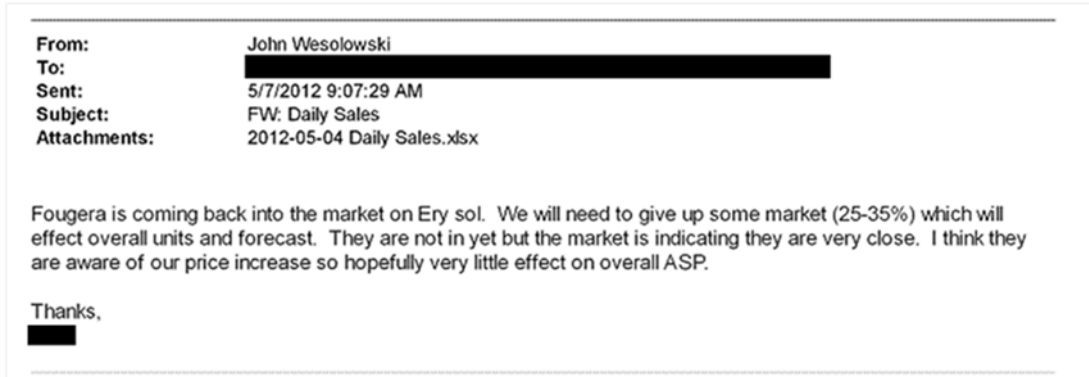 From: John Wesolowski
To:
Sent: 5/7/2012 9:07:29 AM
Subject: FW: Daily Sales
Attachments: 2012-05-04 Daily Sales.xlsx
Fougera is coming back into the market on Ery sol. We will need to give up some market (25-35%) which will
effect overall units and forecast. They are not in yet but the market is indicating they are very close. I think they
are aware of our price increase so hopefully very little effect on overall ASP.
Thanks,